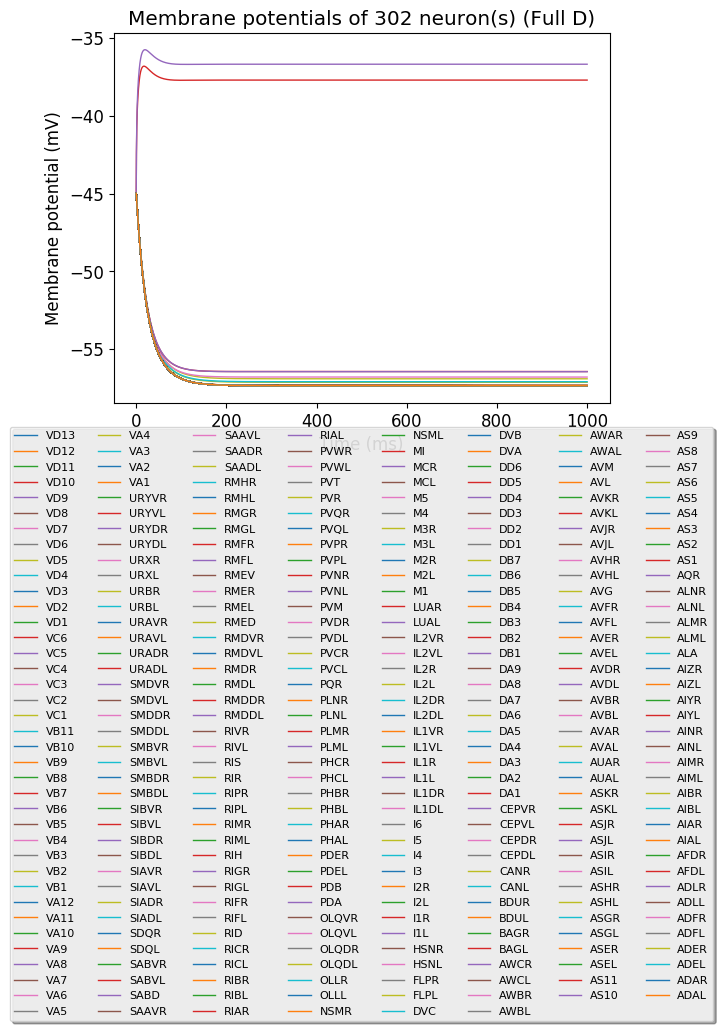 Membrane potentials of 302 neuron(s) (Full D)
−35
−40
−45
−50
−55
Membrane potential (mV)
0
200
400
600
800
1000
Time (ms)
VD13
VD12
VD11
VD10
VD9
VD8
VD7
VD6
VD5
VD4
VD3
VD2
VD1
VC6
VC5
VC4
VC3
VC2
VC1
VB11
VB10
VB9
VB8
VB7
VB6
VB5
VB4
VB3
VB2
VB1
VA12
VA11
VA10
VA9
VA8
VA7
VA6
VA5
VA4
VA3
VA2
VA1
URYVR
URYVL
URYDR
URYDL
URXR
URXL
URBR
URBL
URAVR
URAVL
URADR
URADL
SMDVR
SMDVL
SMDDR
SMDDL
SMBVR
SMBVL
SMBDR
SMBDL
SIBVR
SIBVL
SIBDR
SIBDL
SIAVR
SIAVL
SIADR
SIADL
SDQR
SDQL
SABVR
SABVL
SABD
SAAVR
SAAVL
SAADR
SAADL
RMHR
RMHL
RMGR
RMGL
RMFR
RMFL
RMEV
RMER
RMEL
RMED
RMDVR
RMDVL
RMDR
RMDL
RMDDR
RMDDL
RIVR
RIVL
RIS
RIR
RIPR
RIPL
RIMR
RIML
RIH
RIGR
RIGL
RIFR
RIFL
RID
RICR
RICL
RIBR
RIBL
RIAR
RIAL
PVWR
PVWL
PVT
PVR
PVQR
PVQL
PVPR
PVPL
PVNR
PVNL
PVM
PVDR
PVDL
PVCR
PVCL
PQR
PLNR
PLNL
PLMR
PLML
PHCR
PHCL
PHBR
PHBL
PHAR
PHAL
PDER
PDEL
PDB
PDA
OLQVR
OLQVL
OLQDR
OLQDL
OLLR
OLLL
NSMR
NSML
MI
MCR
MCL
M5
M4
M3R
M3L
M2R
M2L
M1
LUAR
LUAL
IL2VR
IL2VL
IL2R
IL2L
IL2DR
IL2DL
IL1VR
IL1VL
IL1R
IL1L
IL1DR
IL1DL
I6
I5
I4
I3
I2R
I2L
I1R
I1L
HSNR
HSNL
FLPR
FLPL
DVC
DVB
DVA
DD6
DD5
DD4
DD3
DD2
DD1
DB7
DB6
DB5
DB4
DB3
DB2
DB1
DA9
DA8
DA7
DA6
DA5
DA4
DA3
DA2
DA1
CEPVR
CEPVL
CEPDR
CEPDL
CANR
CANL
BDUR
BDUL
BAGR
BAGL
AWCR
AWCL
AWBR
AWBL
AWAR
AWAL
AVM
AVL
AVKR
AVKL
AVJR
AVJL
AVHR
AVHL
AVG
AVFR
AVFL
AVER
AVEL
AVDR
AVDL
AVBR
AVBL
AVAR
AVAL
AUAR
AUAL
ASKR
ASKL
ASJR
ASJL
ASIR
ASIL
ASHR
ASHL
ASGR
ASGL
ASER
ASEL
AS11
AS10
AS9
AS8
AS7
AS6
AS5
AS4
AS3
AS2
AS1
AQR
ALNR
ALNL
ALMR
ALML
ALA
AIZR
AIZL
AIYR
AIYL
AINR
AINL
AIMR
AIML
AIBR
AIBL
AIAR
AIAL
AFDR
AFDL
ADLR
ADLL
ADFR
ADFL
ADER
ADEL
ADAR
ADAL